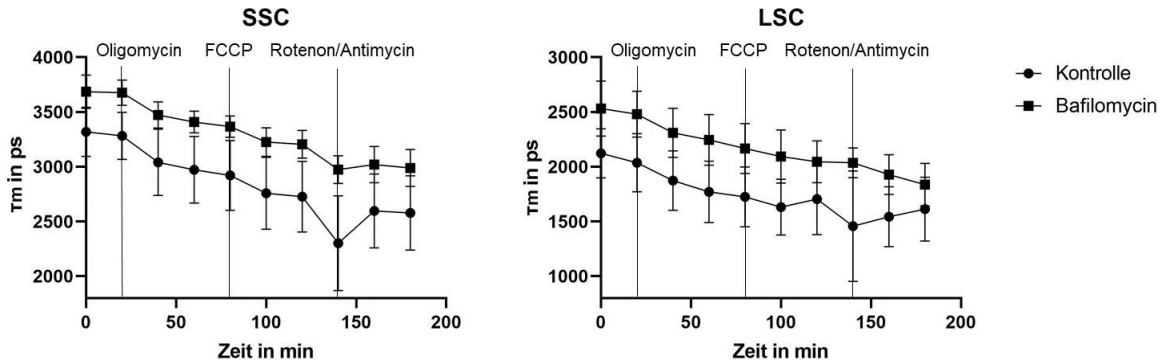 SSC
Oligomycin FCCP Rotenon/Antimycin
4000
3500
3000
2500
2000
τm in ps
0 50 100 150 200
Zeit in min
LSC
Oligomycin FCCP Rotenon/Antimycin
3000
2500
2000
1500
1000
τm in ps
0 50 100 150 200
Zeit in min
Kontrolle
Bafilomycin